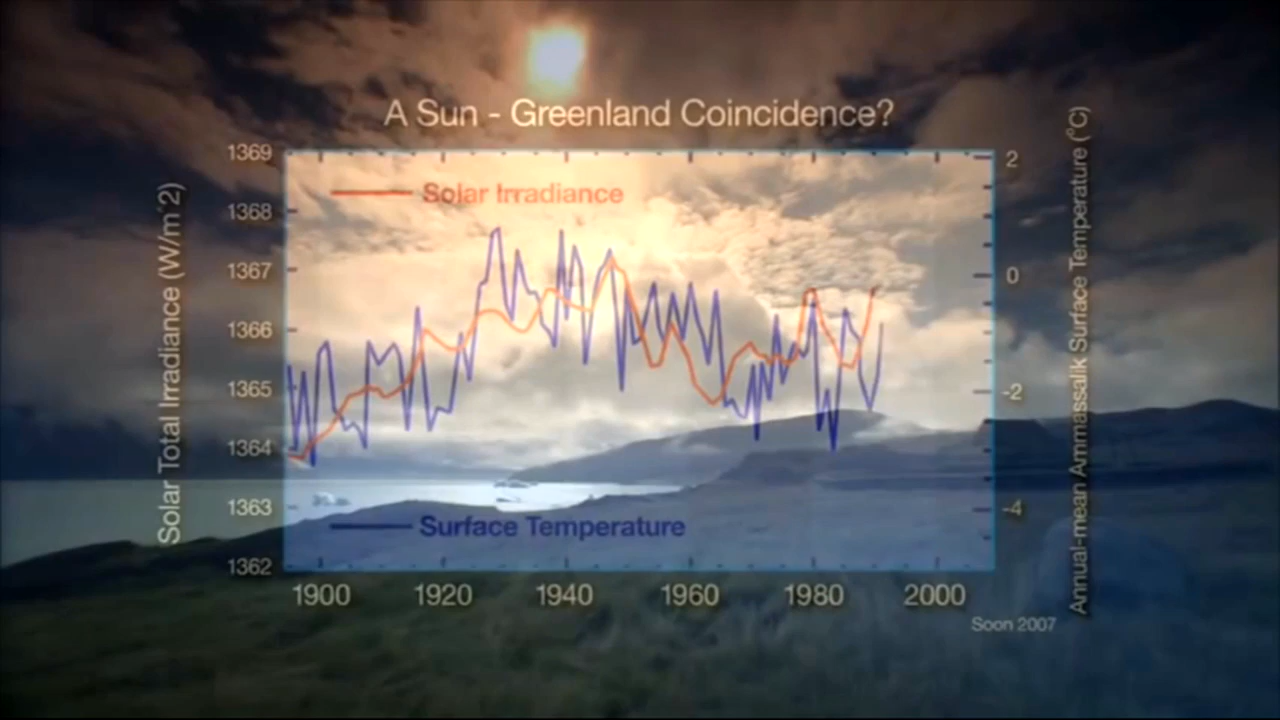 A Sun - Greenland Coincidence?
Solar Total Irradiance (W/m^2)
1369
1368
1367
1366
1365
1364
1363
1362
Solar Irradiance
Surface Temperature
1900 1920 1940 1960 1980 2000
2
0
-2
-4
Annual-mean Ammassalik Surface Temperature (°C)
Soon 2007